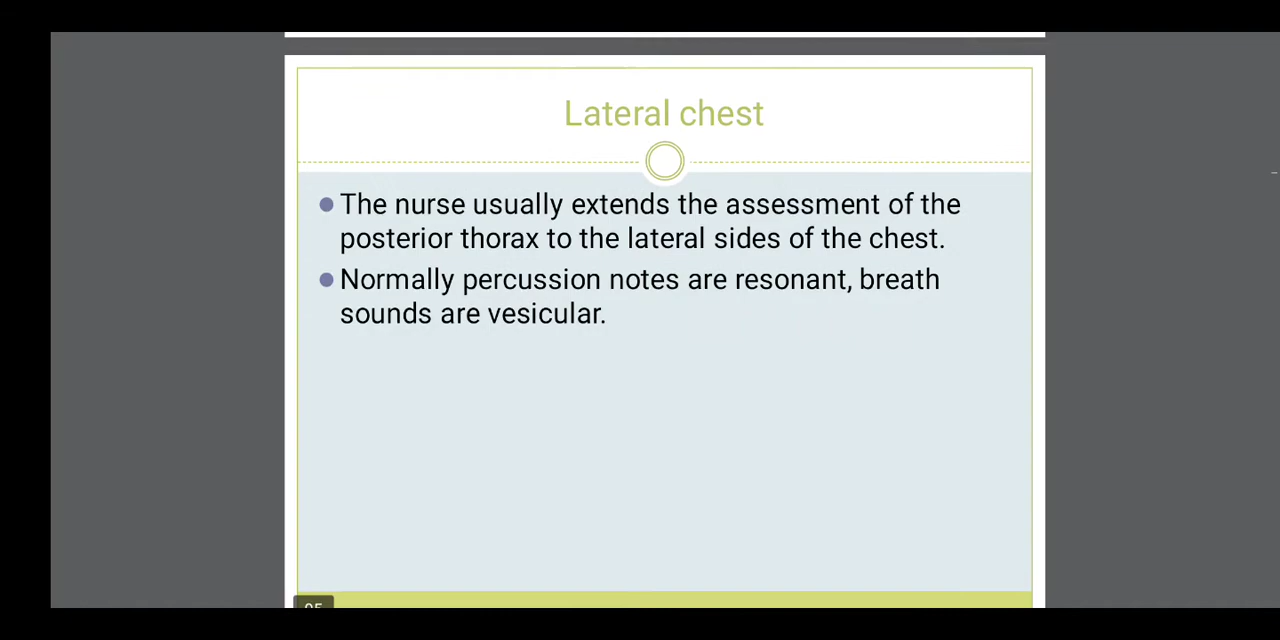 Lateral chest
The nurse usually extends the assessment of the
posterior thorax to the lateral sides of the chest.
Normally percussion notes are resonant, breath
sounds are vesicular.